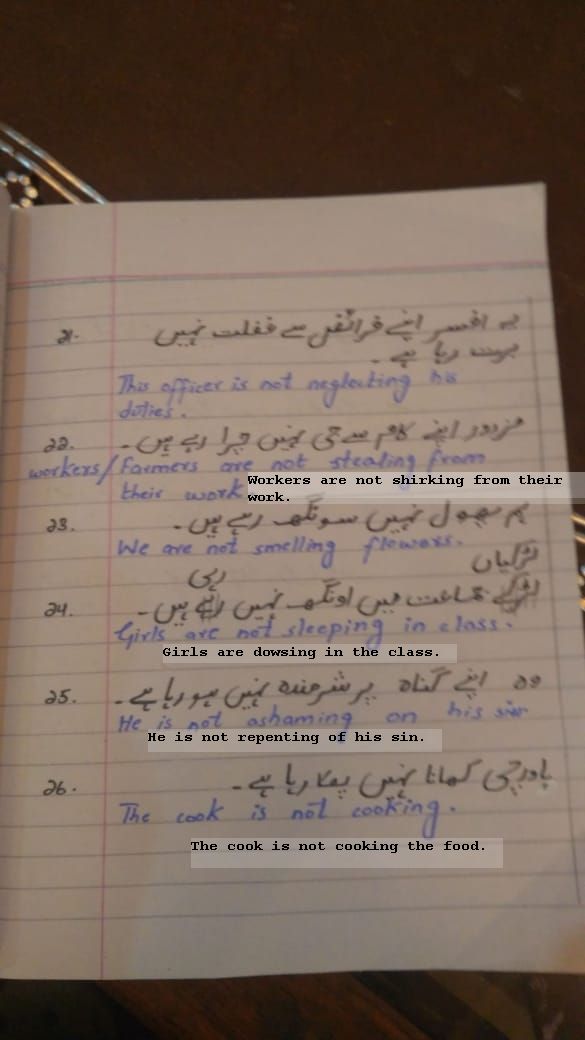 21. یہ افسر اپنے فرائض سے غفلت نہیں
برت رہا ہے۔
This officer is not neglecting his
duties.
22. مزدور اپنے کام سے جی نہیں چرا رہے ہیں۔
workers/Farmers are not stealing from
their work
Workers are not shirking from their
work.
23. ہم پھول نہیں سونگھ رہے ہیں۔
We are not smelling flowers.
لڑکیاں رہی
24. لڑکے جماعت میں اونگھ نہیں رہے ہیں۔
Girls are not sleeping in class.
Girls are dowsing in the class.
25. وہ اپنے گناہ پر شرمندہ نہیں ہو رہا ہے۔
He is not ashaming on his sin
He is not repenting of his sin.
26. باورچی کھانا نہیں پکا رہا ہے۔
The cook is not cooking.
The cook is not cooking the food.